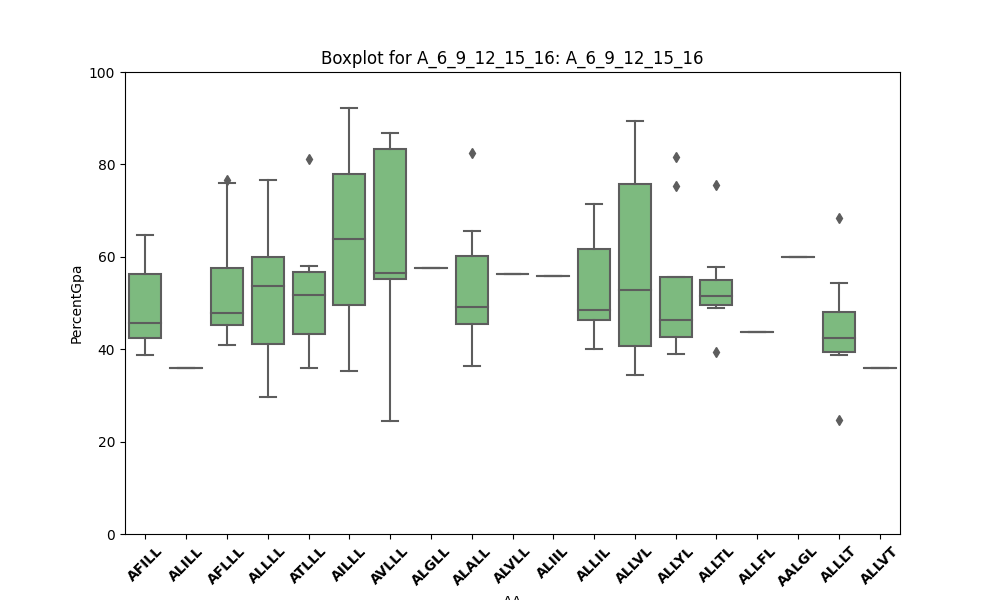 Boxplot for A_6_9_12_15_16: A_6_9_12_15_16
100
80
60
40
20
0
PercentGpa
AFILL ALILL AFLLL ALLLL ATLLL AILLL AVLLL ALGLL ALALL ALVLL ALIIL ALLIL ALLVL ALLYL ALLTL ALLFL AALGL ALLLT ALLVT
AA